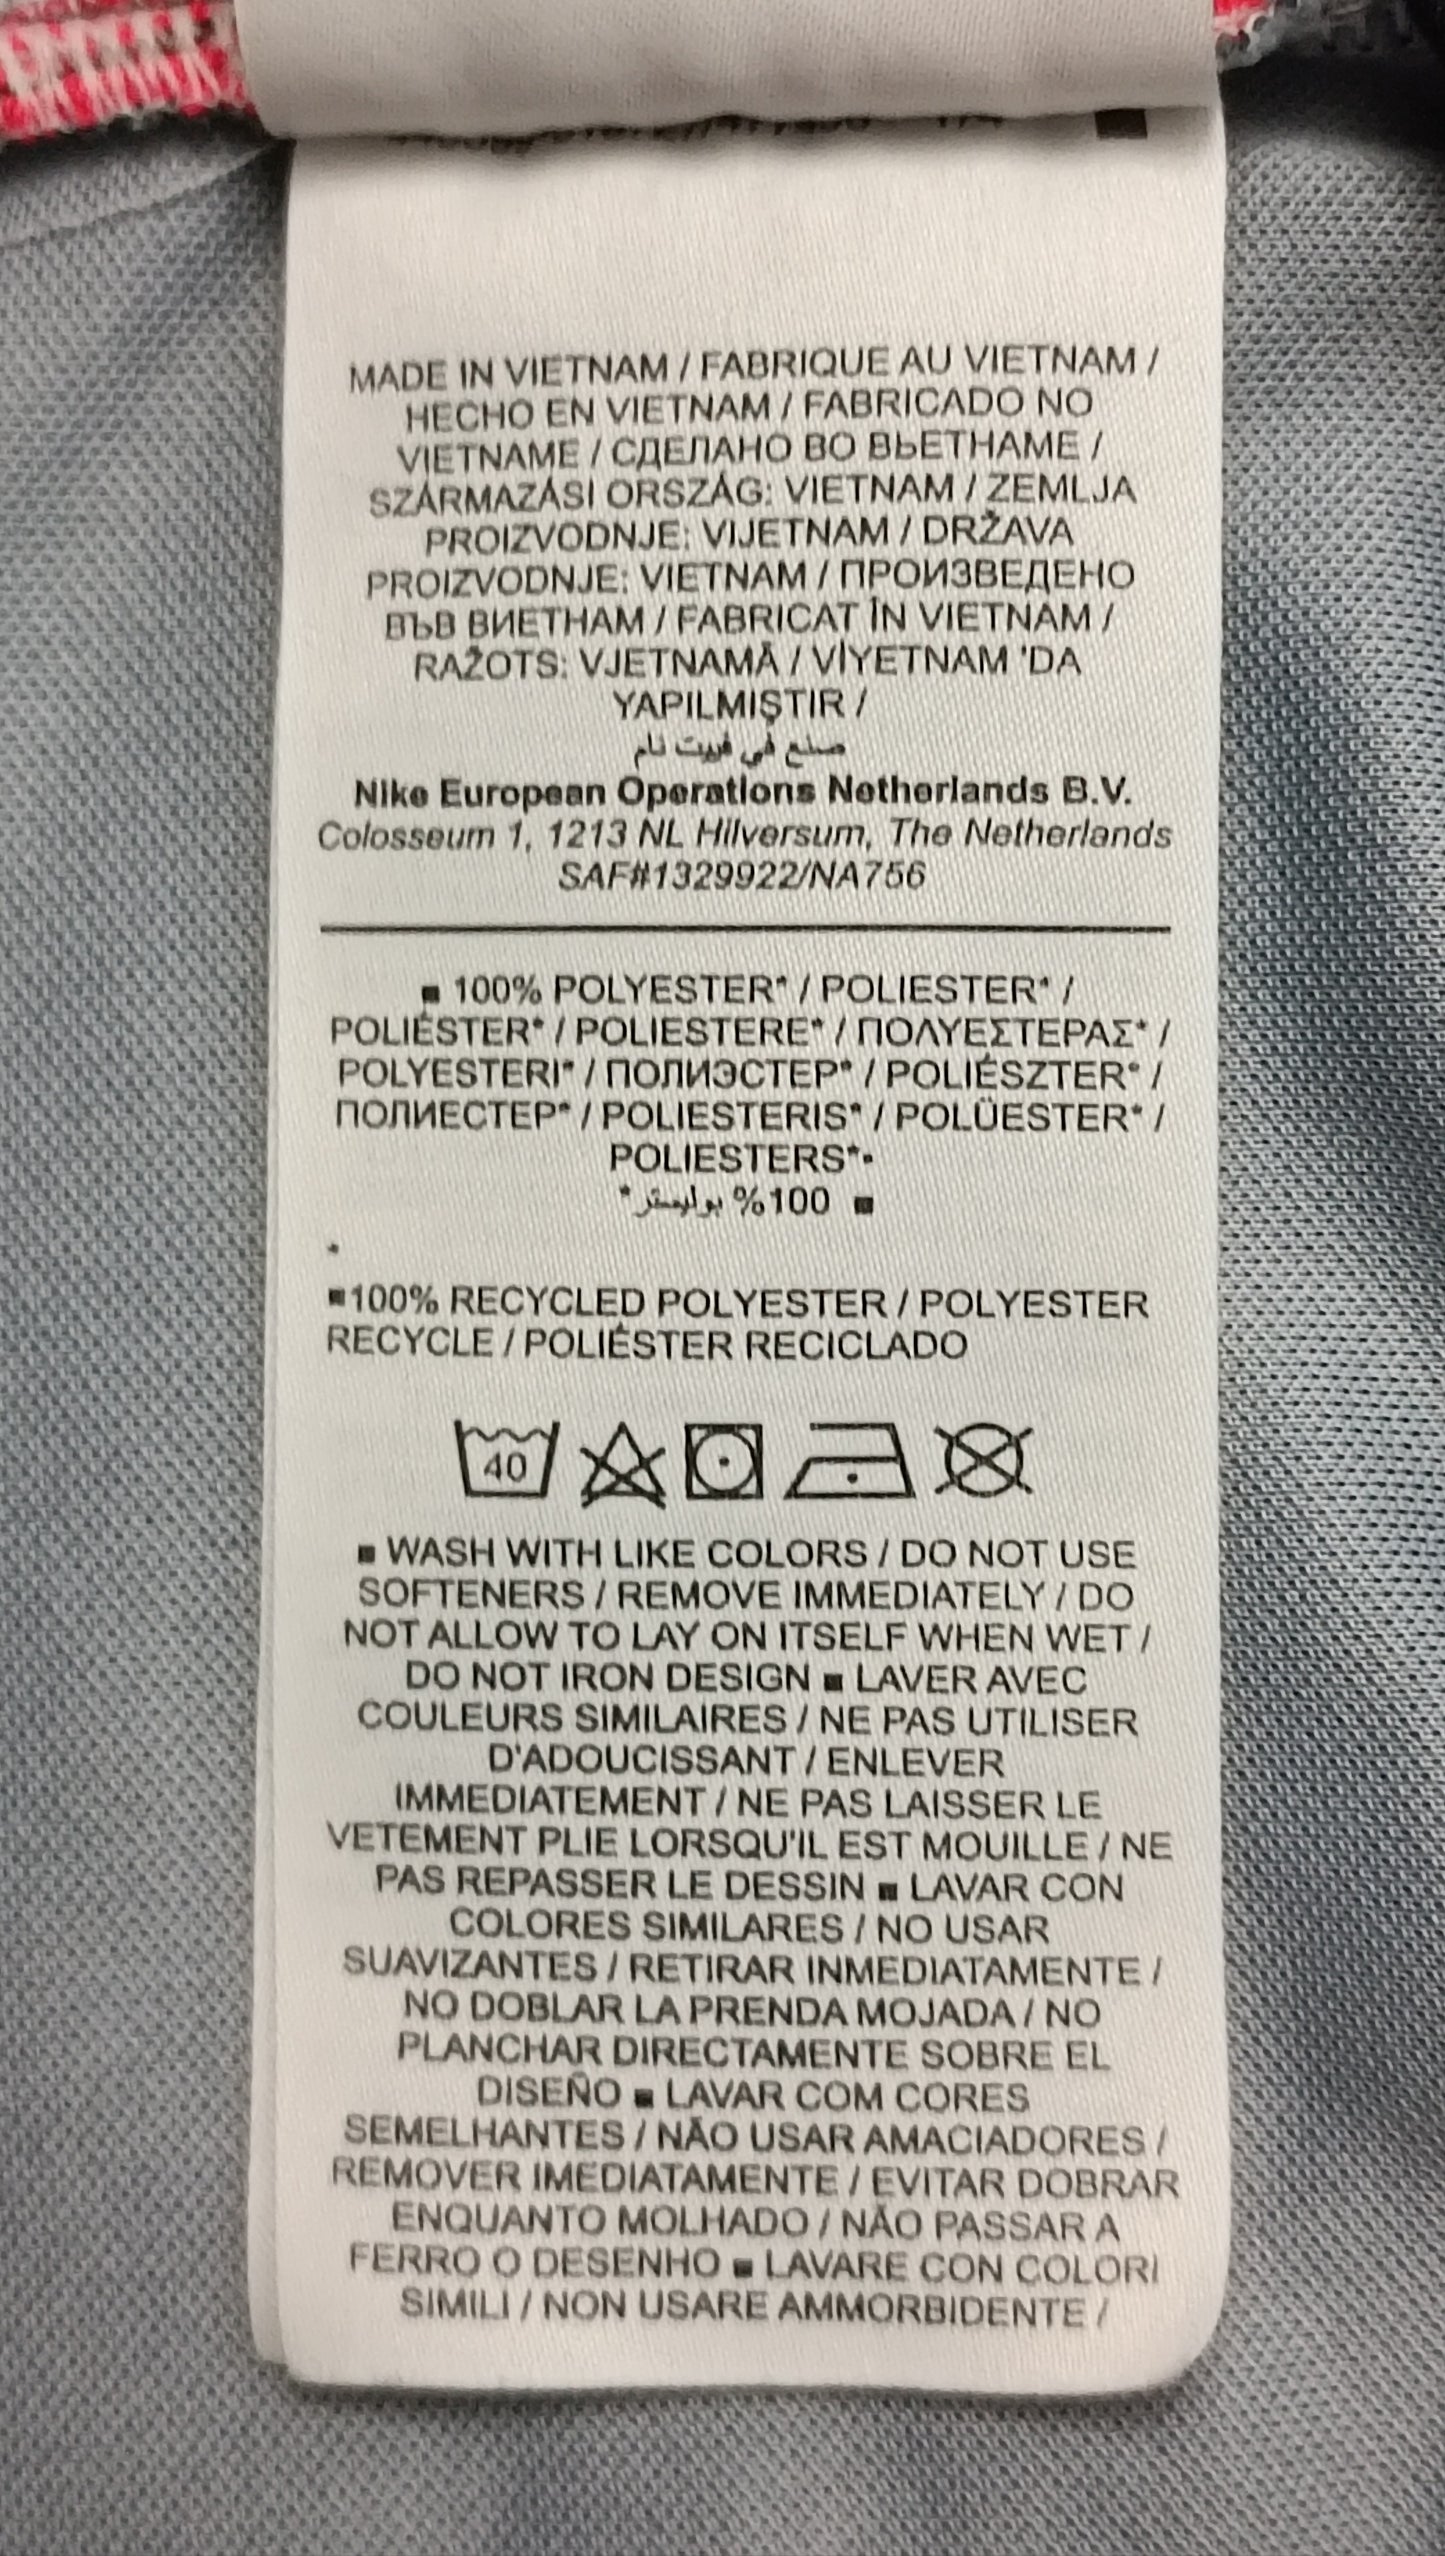 MADE IN VIETNAM / FABRIQUE AU VIETNAM /
HECHO EN VIETNAM / FABRICADO NO
VIETNAME / СДЕЛАНО ВО ВЬЕТНАМЕ /
SZÁRMAZÁSI ORSZÁG: VIETNAM / ZEMLJA
PROIZVODNJE: VIJETNAM / DRŽAVA
PROIZVODNJE: VIETNAM / ПРОИЗВЕДЕНО
ВЪВ ВИЕТНАМ / FABRICAT ÎN VIETNAM /
RAŽOTS: VJETNAMĀ / VİYETNAM 'DA
YAPILMIŞTIR /
صنع في فييت نام
Nike European Operations Netherlands B.V.
Colosseum 1, 1213 NL Hilversum, The Netherlands
SAF#1329922/NA756
■ 100% POLYESTER* / POLIESTER* /
POLIÉSTER* / POLIESTERE* / ΠΟΛΥΕΣΤΕΡΑΣ* /
POLYESTERI* / ПОЛИЭСТЕР* / POLIÉSZTER* /
ПОЛИЕСТЕР* / POLIESTERIS* / POLÜESTER* /
POLIESTERS*▪
■ 100% بوليستر*
*
■100% RECYCLED POLYESTER / POLYESTER
RECYCLE / POLIÉSTER RECICLADO
40
■ WASH WITH LIKE COLORS / DO NOT USE
SOFTENERS / REMOVE IMMEDIATELY / DO
NOT ALLOW TO LAY ON ITSELF WHEN WET /
DO NOT IRON DESIGN ■ LAVER AVEC
COULEURS SIMILAIRES / NE PAS UTILISER
D'ADOUCISSANT / ENLEVER
IMMEDIATEMENT / NE PAS LAISSER LE
VETEMENT PLIE LORSQU'IL EST MOUILLE / NE
PAS REPASSER LE DESSIN ■ LAVAR CON
COLORES SIMILARES / NO USAR
SUAVIZANTES / RETIRAR INMEDIATAMENTE /
NO DOBLAR LA PRENDA MOJADA / NO
PLANCHAR DIRECTAMENTE SOBRE EL
DISEÑO ■ LAVAR COM CORES
SEMELHANTES / NÃO USAR AMACIADORES /
REMOVER IMEDIATAMENTE / EVITAR DOBRAR
ENQUANTO MOLHADO / NÃO PASSAR A
FERRO O DESENHO ■ LAVARE CON COLORI
SIMILI / NON USARE AMMORBIDENTE /